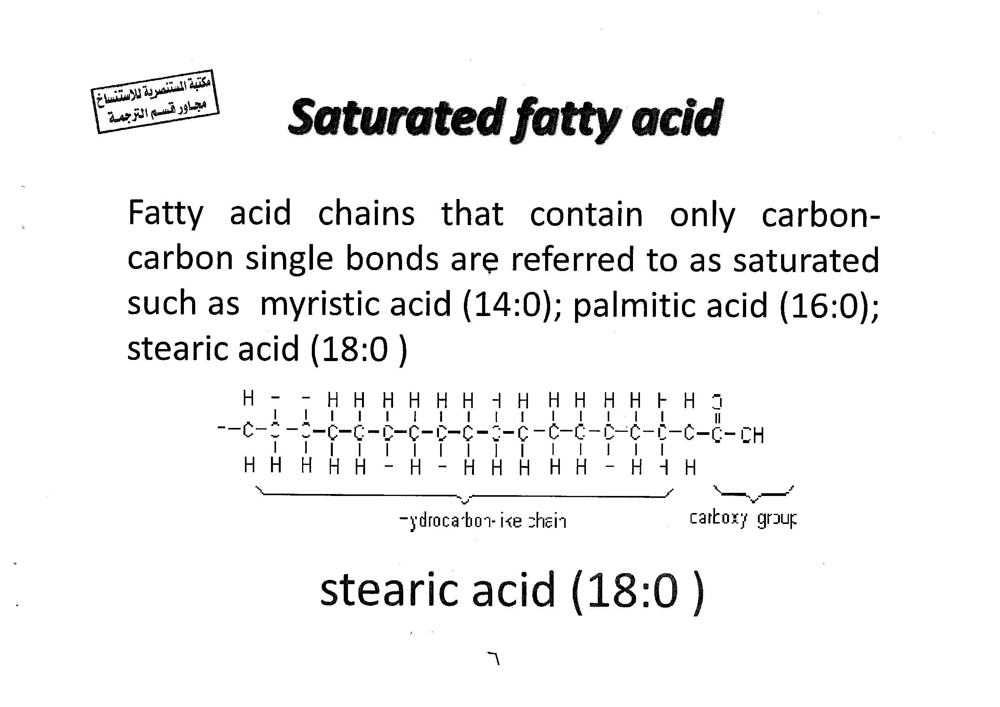 مكتبة المستنصرية للاستنساخ
مجاور قسم الترجمة
Saturated fatty acid
Fatty acid chains that contain only carbon-
carbon single bonds are referred to as saturated
such as myristic acid (14:0); palmitic acid (16:0);
stearic acid (18:0 )
H H H H H H H H H H H H H H H H H O
H—C—C—C—C—C—C—C—C—C—C—C—C—C—C—C—C—C—C—OH
H H H H H H H H H H H H H H H H H
hydrocarbon-like chain carboxy group
stearic acid (18:0 )
٦